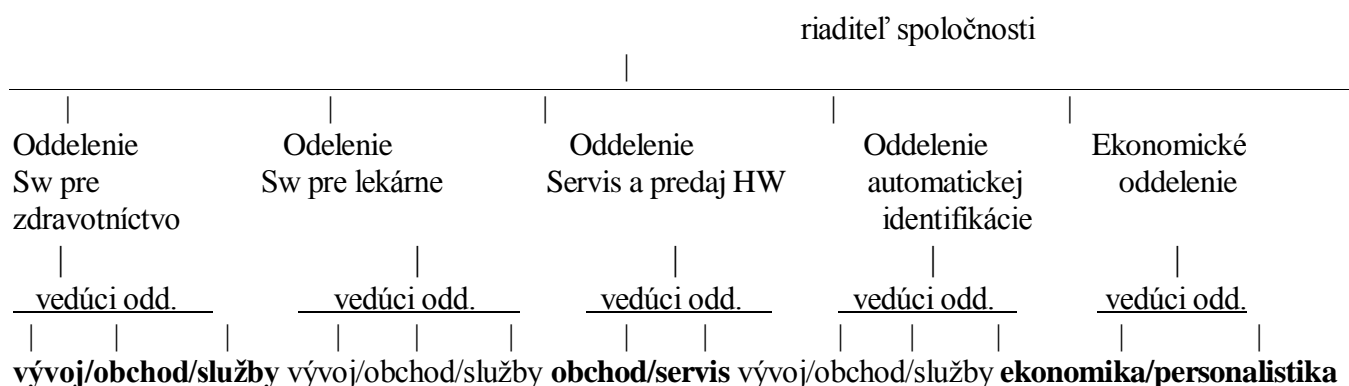 riaditeľ spoločnosti
Oddelenie Odelenie Oddelenie Oddelenie Ekonomické
Sw pre Sw pre lekárne Servis a predaj HW automatickej oddelenie
zdravotníctvo identifikácie
vedúci odd. vedúci odd. vedúci odd. vedúci odd. vedúci odd.
vývoj/obchod/služby vývoj/obchod/služby obchod/servis vývoj/obchod/služby ekonomika/personalistika